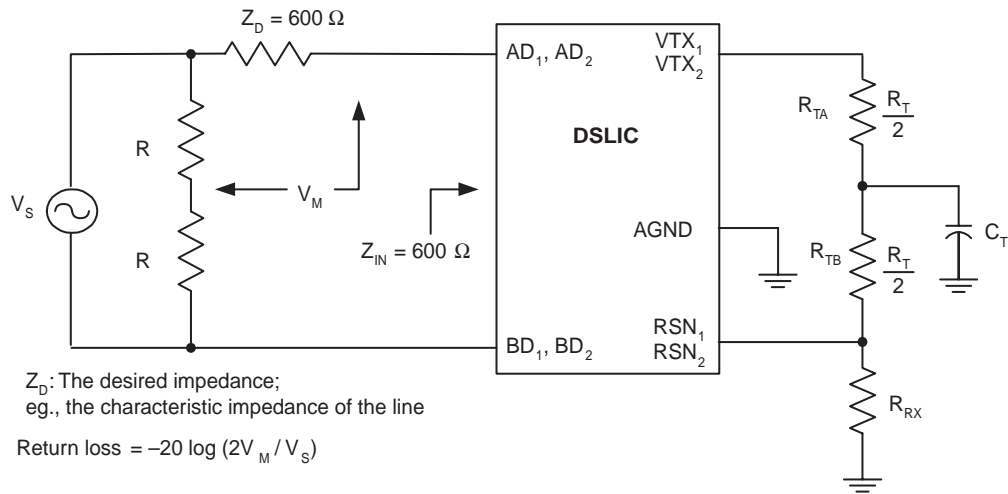 Z_D = 600 Ω
AD₁, AD₂
VTX₁
VTX₂
R_TA
R_T
2
DSLIC
R
V_M
V_S
Z_IN = 600 Ω
AGND
C_T
R
R_TB
R_T
2
RSN₁
RSN₂
BD₁, BD₂
R_RX
Z_D: The desired impedance;
eg., the characteristic impedance of the line
Return loss = –20 log (2V_M / V_S)